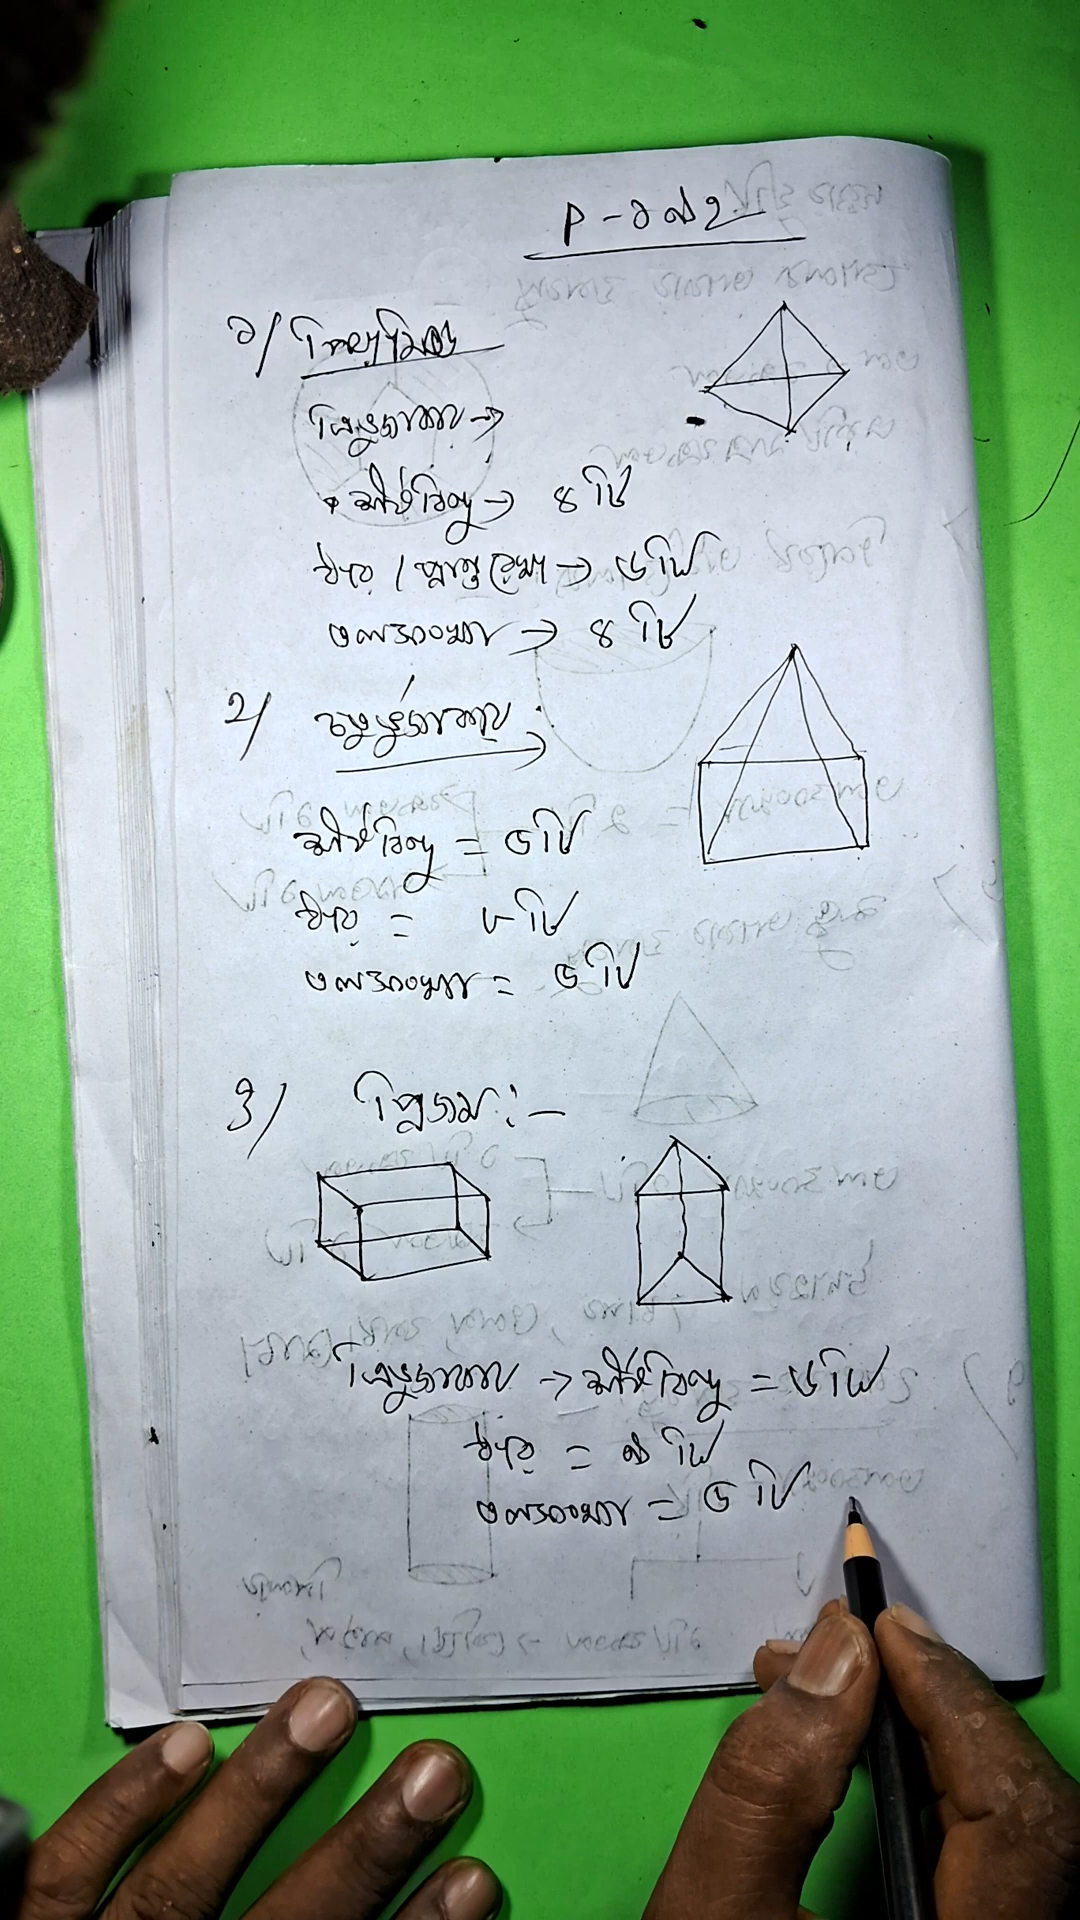 P - ১৯২
১/ পিরামিড
ত্রিভুজাকার →
শীর্ষবিন্দু → ৪টি
ধার / প্রান্তরেখা → ৬টি
তলসংখ্যা → ৪টি
২/ চতুর্ভুজাকার
শীর্ষবিন্দু = ৫টি
ধার = ৮টি
তলসংখ্যা = ৫টি
৩/ প্রিজম :-
ত্রিভুজাকার → শীর্ষবিন্দু = ৬টি
ধার = ৯টি
তলসংখ্যা = ৫টি